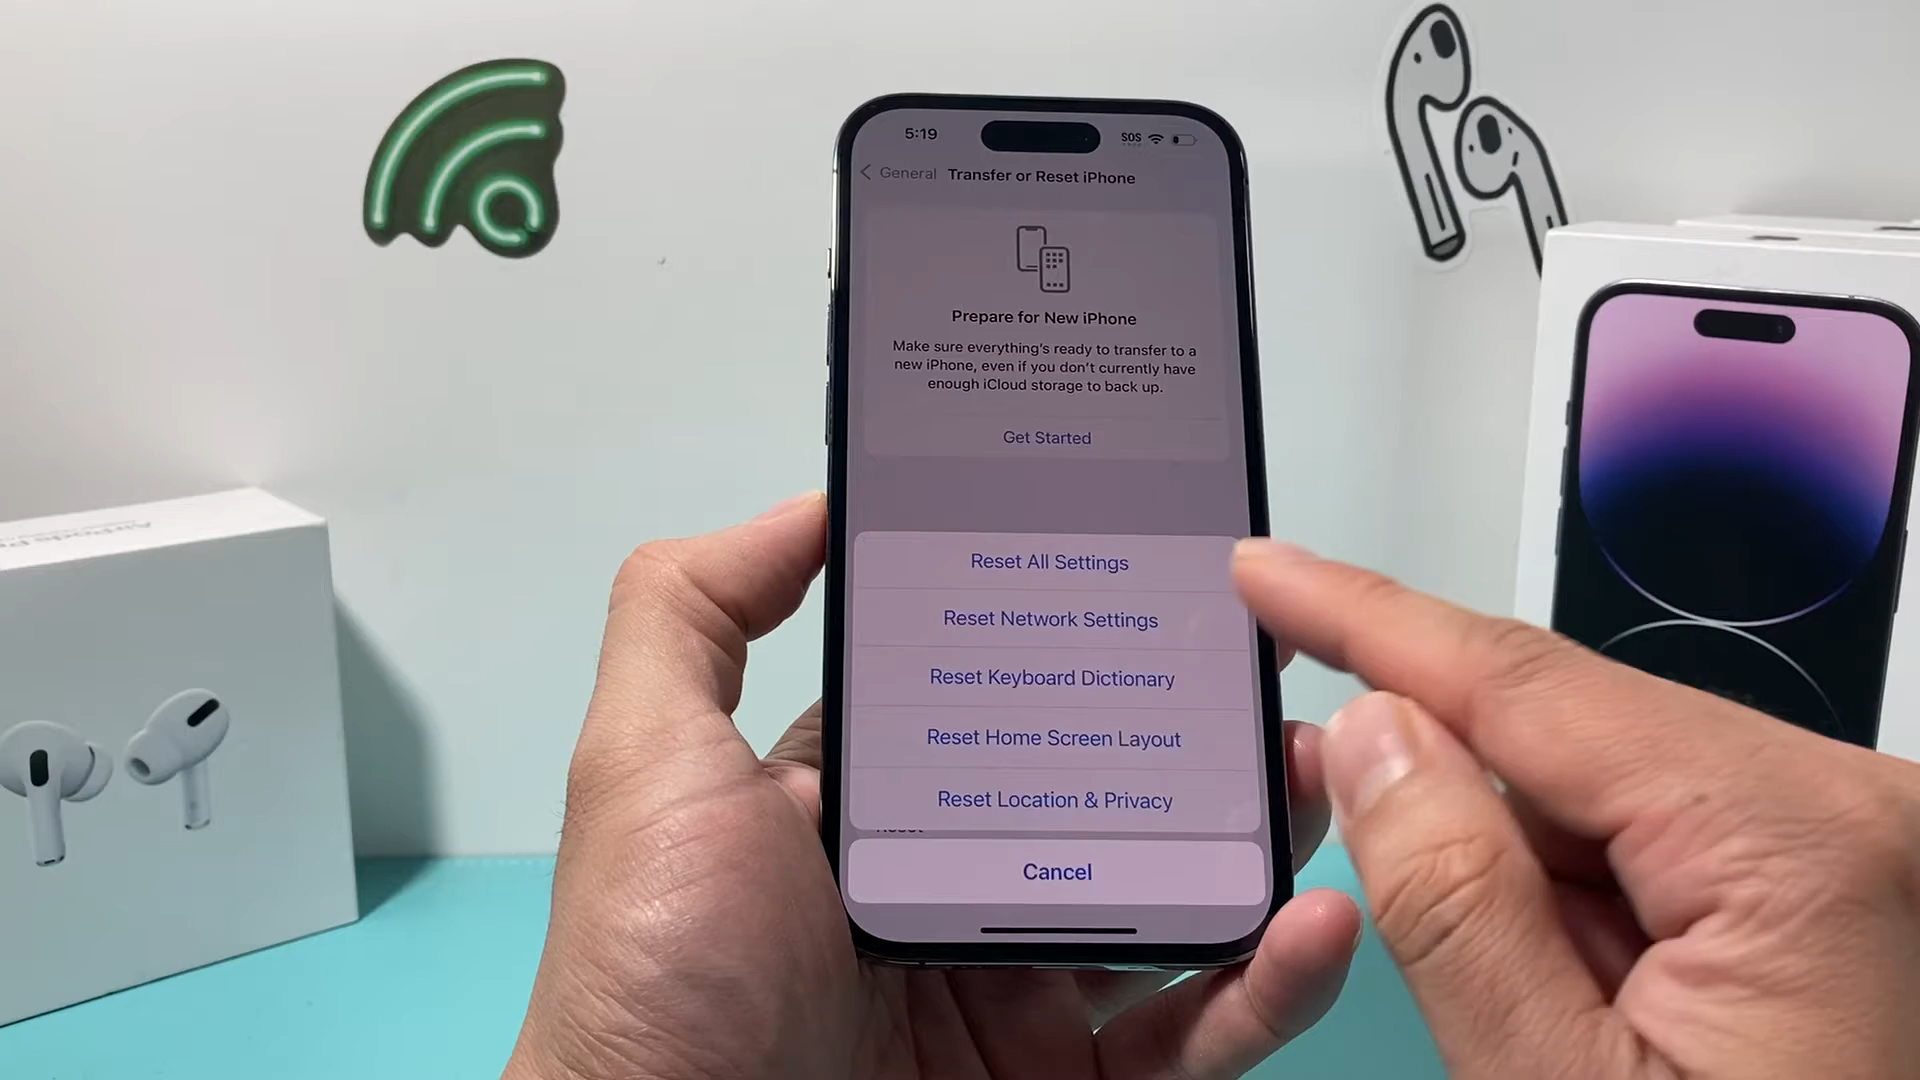 5:19
SOS
General
Transfer or Reset iPhone
Prepare for New iPhone
Make sure everything's ready to transfer to a
new iPhone, even if you don't currently have
enough iCloud storage to back up.
Get Started
Reset All Settings
Reset Network Settings
Reset Keyboard Dictionary
Reset Home Screen Layout
Reset Location & Privacy
Reset
Cancel